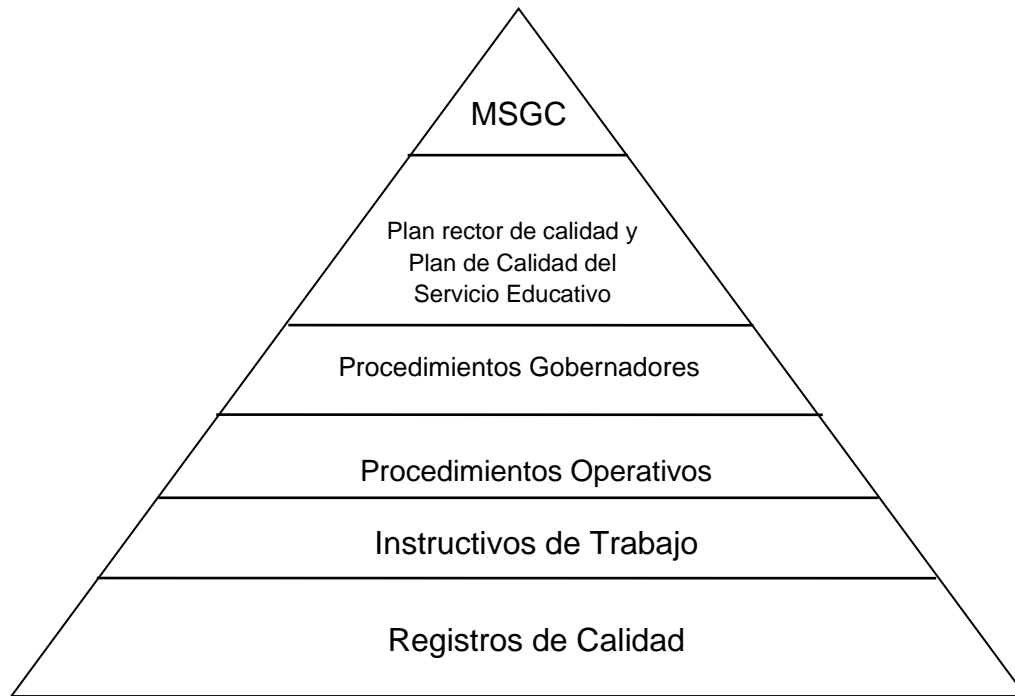 MSGC
Plan rector de calidad y
Plan de Calidad del
Servicio Educativo
Procedimientos Gobernadores
Procedimientos Operativos
Instructivos de Trabajo
Registros de Calidad